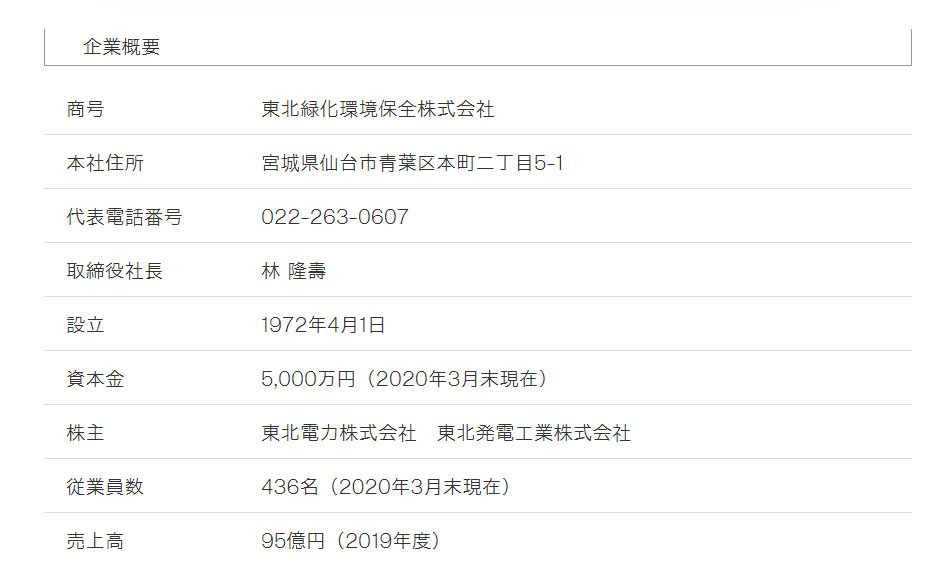 企業概要
商号 東北緑化環境保全株式会社
本社住所 宮城県仙台市青葉区本町二丁目5-1
代表電話番号 022-263-0607
取締役社長 林 隆壽
設立 1972年4月1日
資本金 5,000万円（2020年3月末現在）
株主 東北電力株式会社　東北発電工業株式会社
従業員数 436名（2020年3月末現在）
売上高 95億円（2019年度）